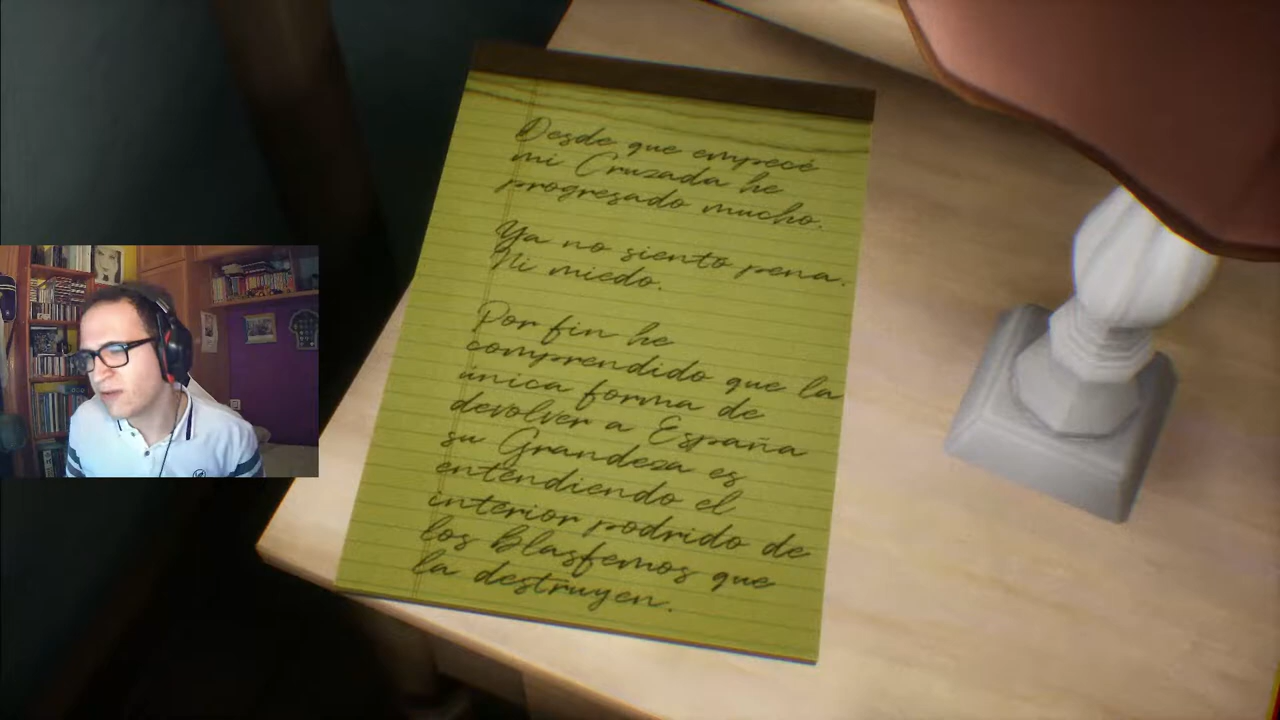 Desde que empecé
mi Cruzada he
progresado mucho.
Ya no siento pena.
Ni miedo.
Por fin he
comprendido que la
única forma de
devolver a España
su Grandeza es
entendiendo el
interior podrido de
los Blasfemos que
la destruyen.